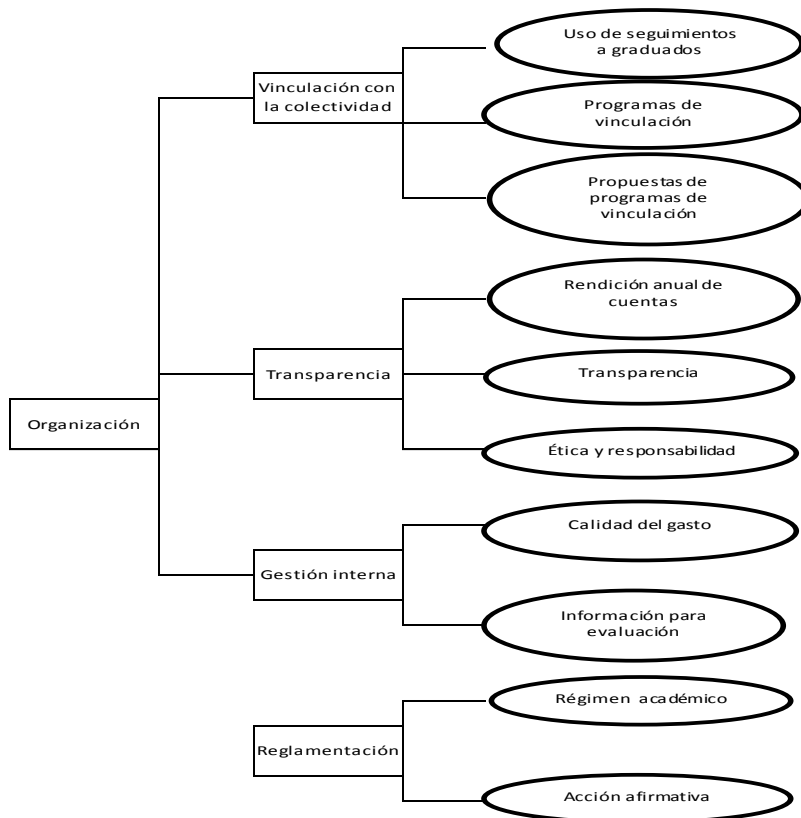 Organización
Vinculación con
la colectividad
Uso de seguimientos
a graduados
Programas de
vinculación
Propuestas de
programas de
vinculación
Transparencia
Rendición anual de
cuentas
Transparencia
Ética y responsabilidad
Gestión interna
Calidad del gasto
Información para
evaluación
Reglamentación
Régimen académico
Acción afirmativa